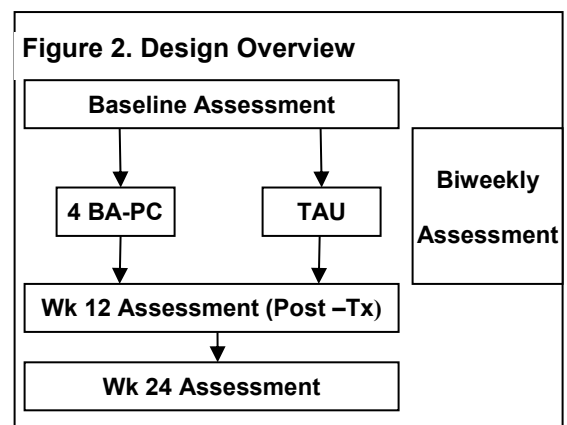 Figure 2. Design Overview
Baseline Assessment
4 BA-PC
TAU
Biweekly
Assessment
Wk 12 Assessment (Post –Tx)
Wk 24 Assessment